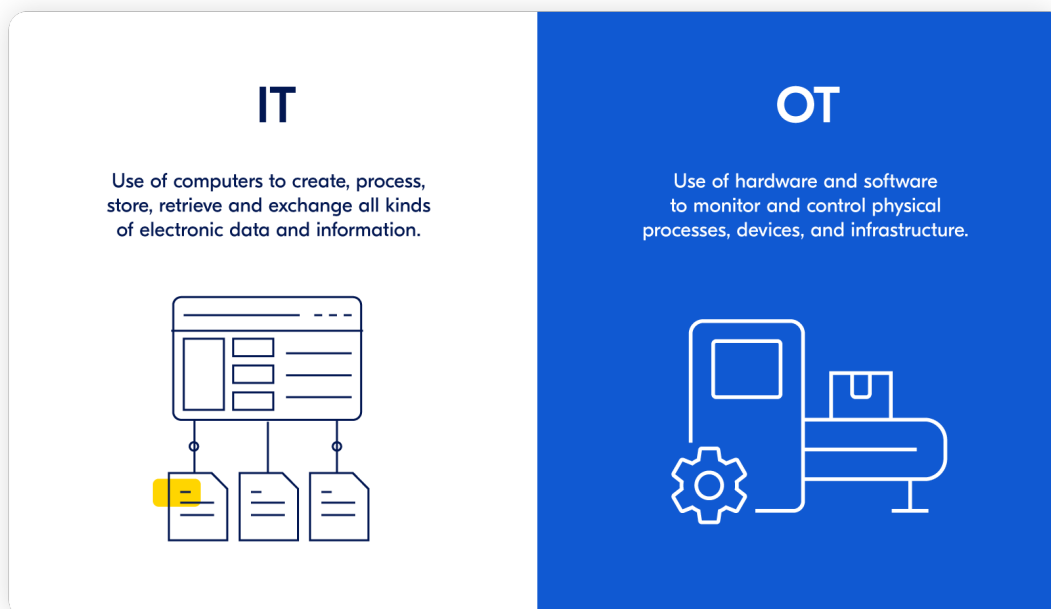 IT
Use of computers to create, process,
store, retrieve and exchange all kinds
of electronic data and information.
OT
Use of hardware and software
to monitor and control physical
processes, devices, and infrastructure.